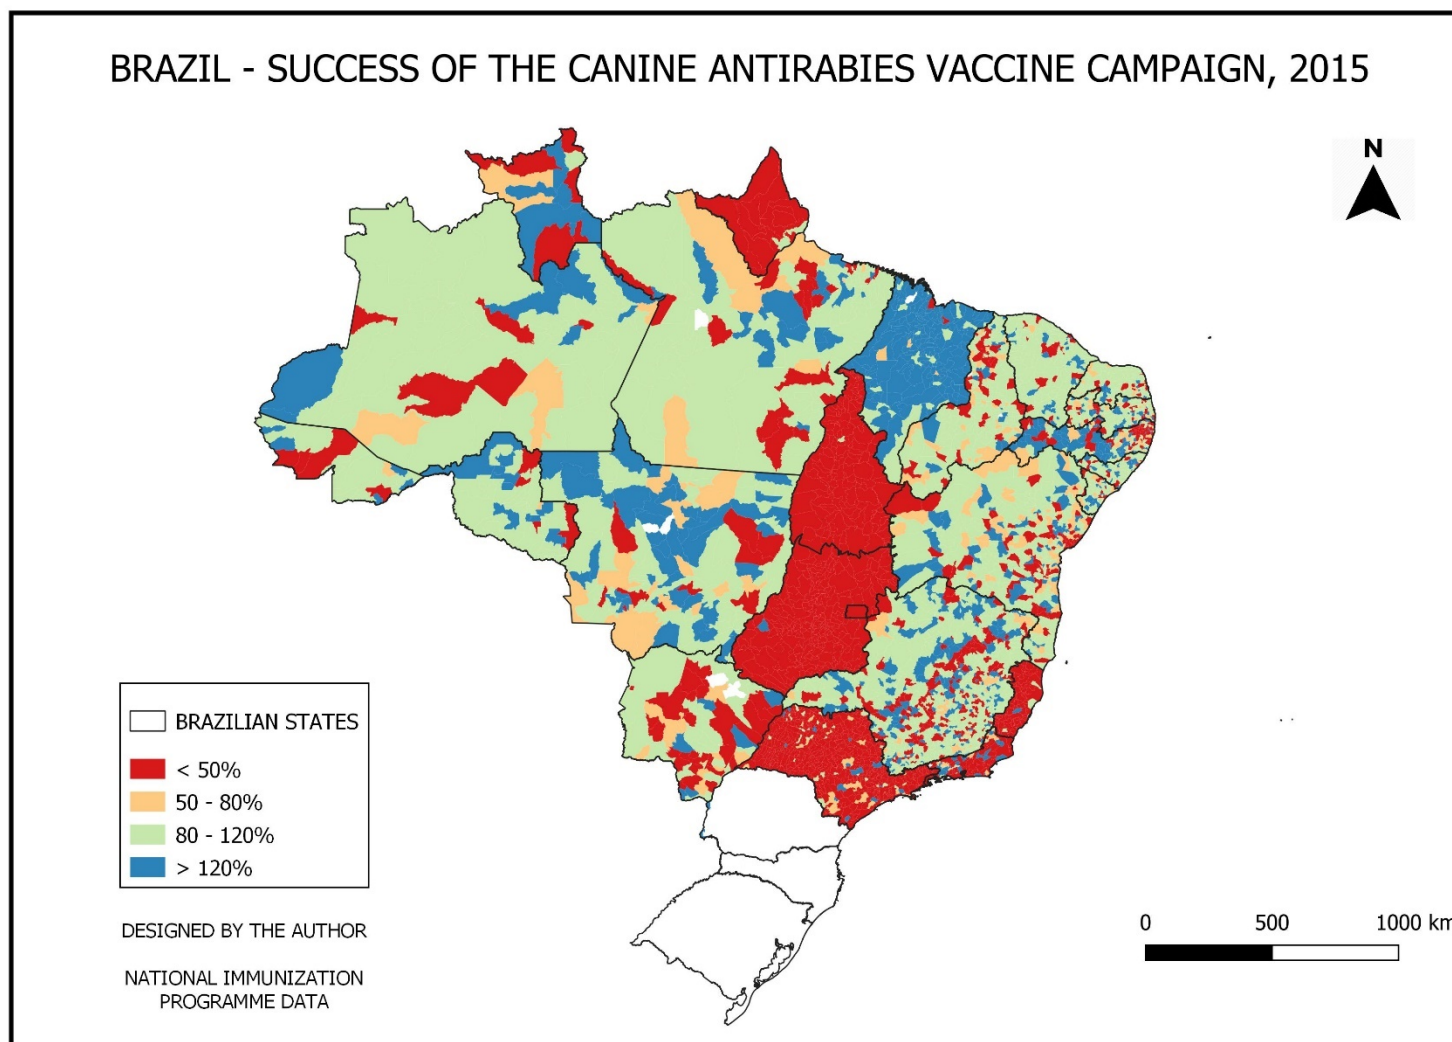 BRAZIL - SUCCESS OF THE CANINE ANTIRABIES VACCINE CAMPAIGN, 2015
N
BRAZILIAN STATES
< 50%
50 - 80%
80 - 120%
> 120%
DESIGNED BY THE AUTHOR
NATIONAL IMMUNIZATION
PROGRAMME DATA
0 500 1000 km